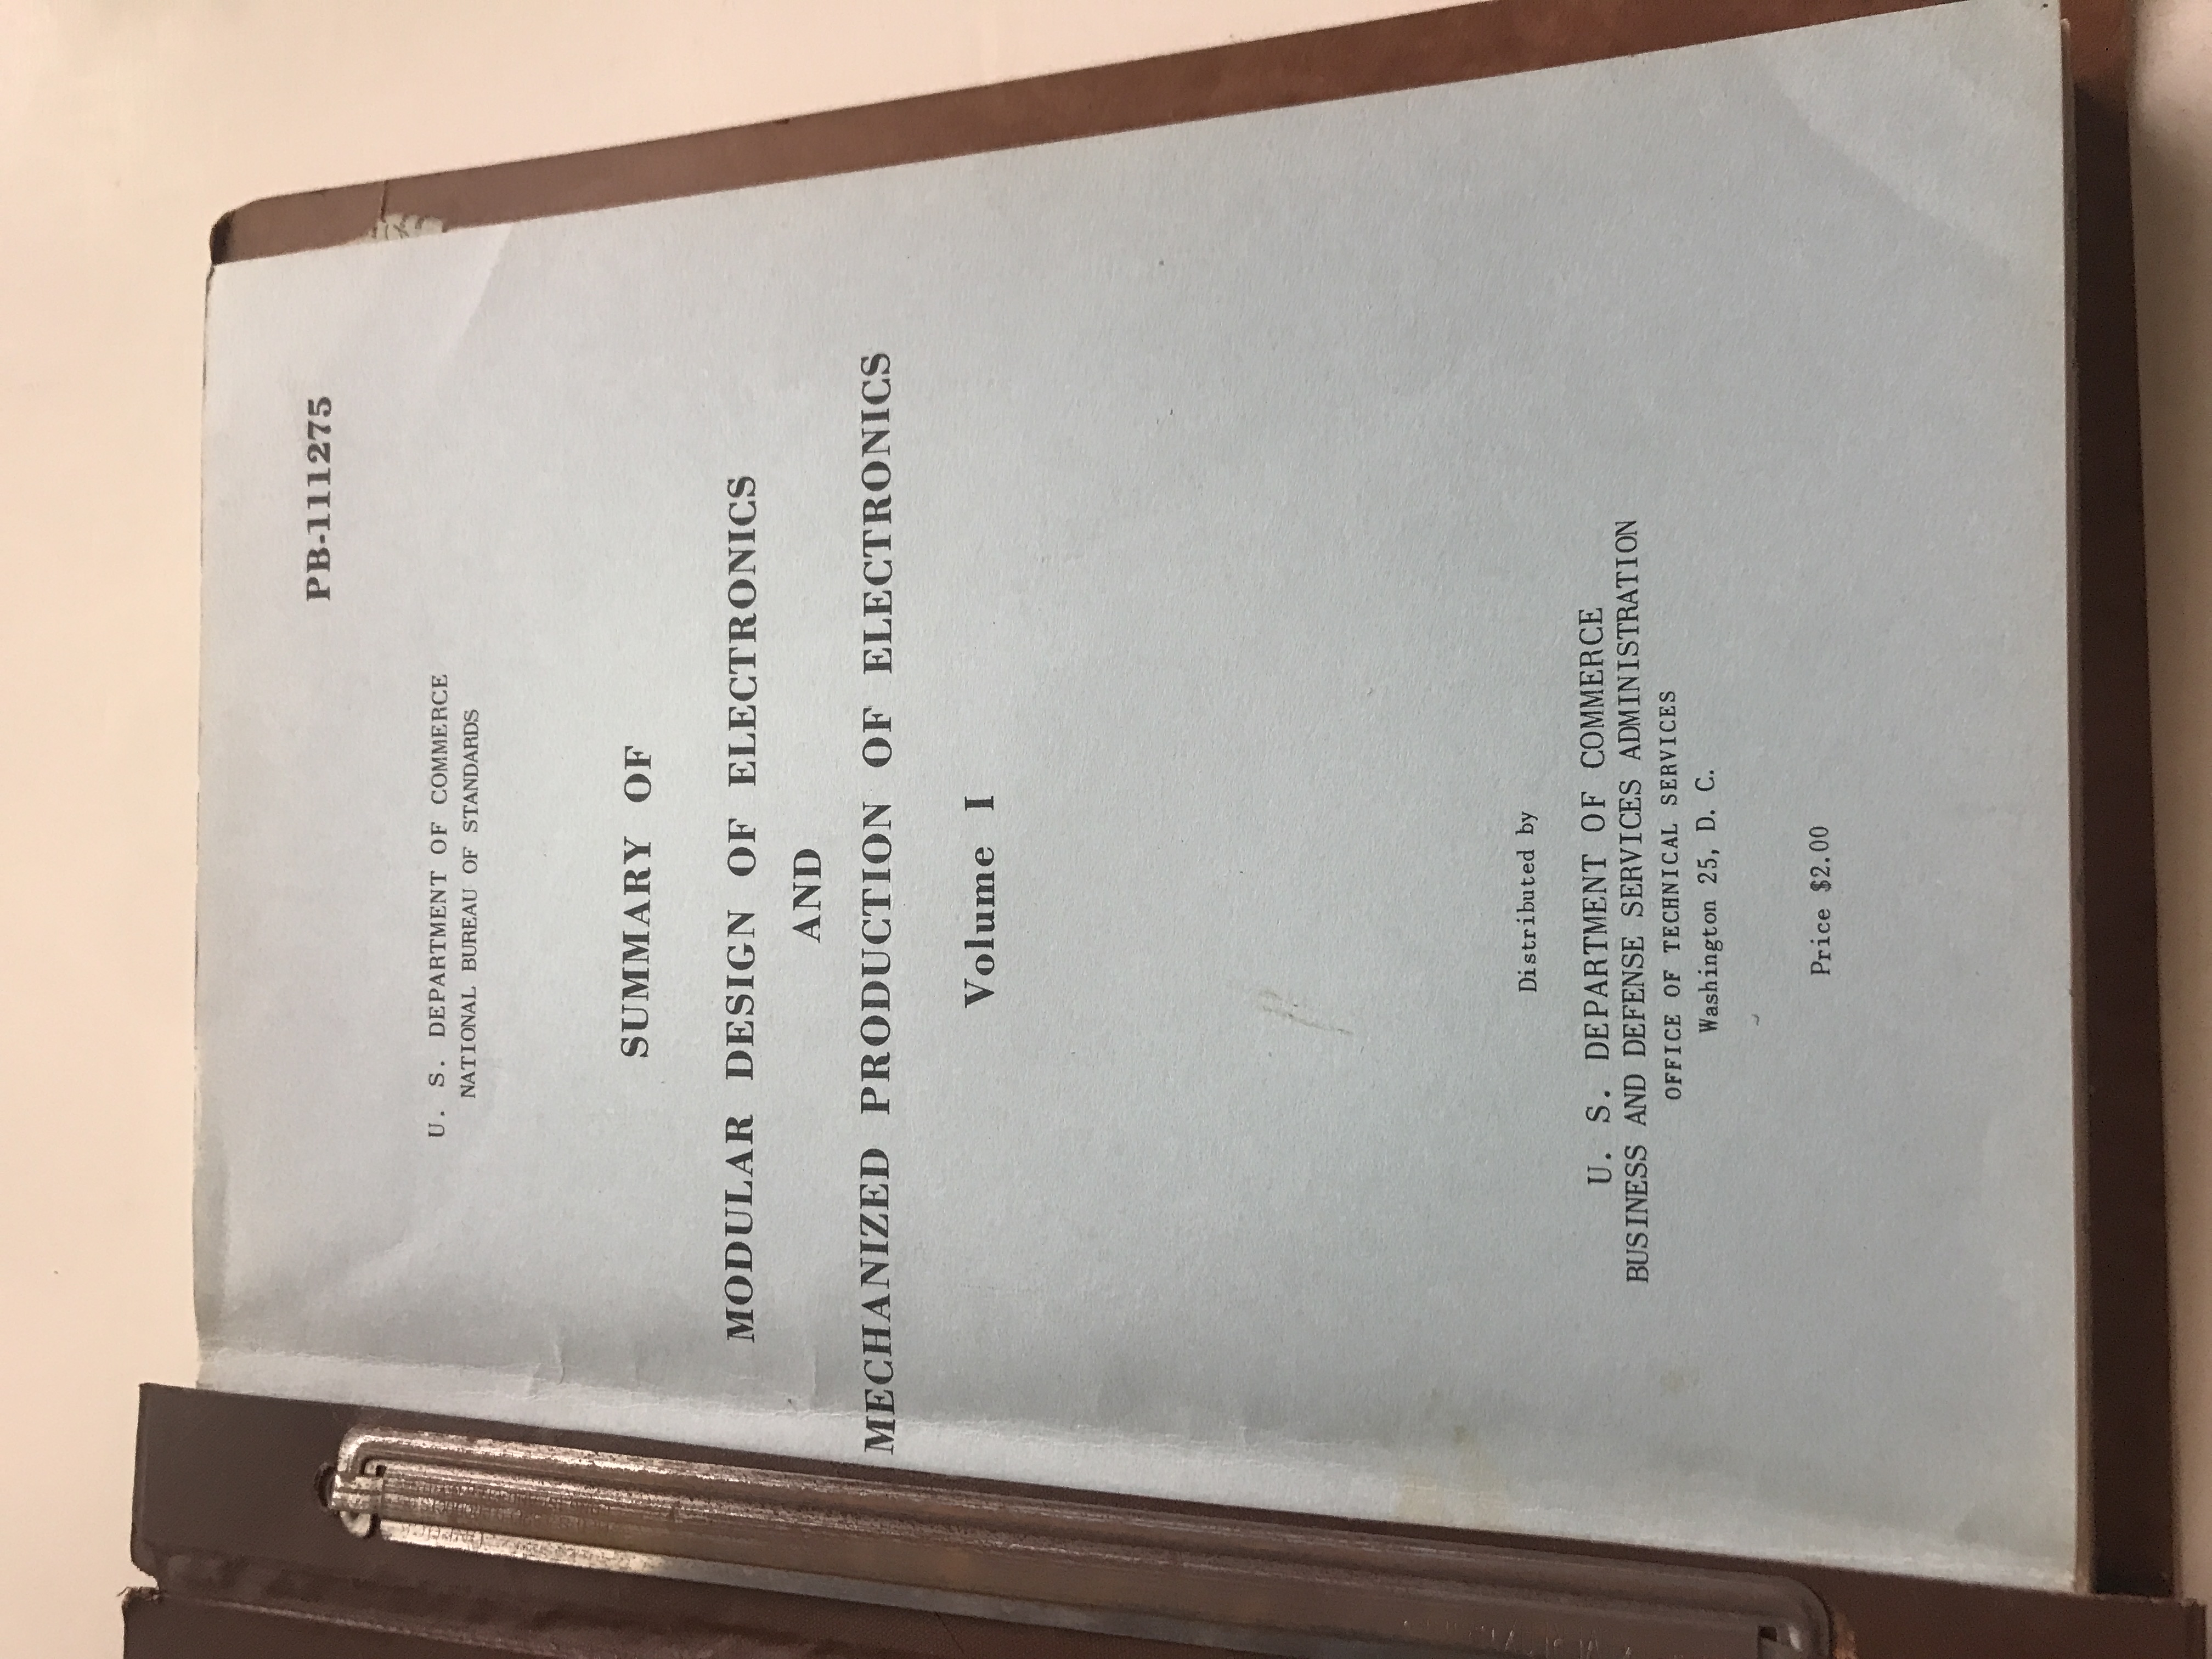 PB-111275
U. S. DEPARTMENT OF COMMERCE
NATIONAL BUREAU OF STANDARDS
SUMMARY OF
MODULAR DESIGN OF ELECTRONICS
AND
MECHANIZED PRODUCTION OF ELECTRONICS
Volume I
Distributed by
U. S. DEPARTMENT OF COMMERCE
BUSINESS AND DEFENSE SERVICES ADMINISTRATION
OFFICE OF TECHNICAL SERVICES
Washington 25, D. C.
Price $2.00